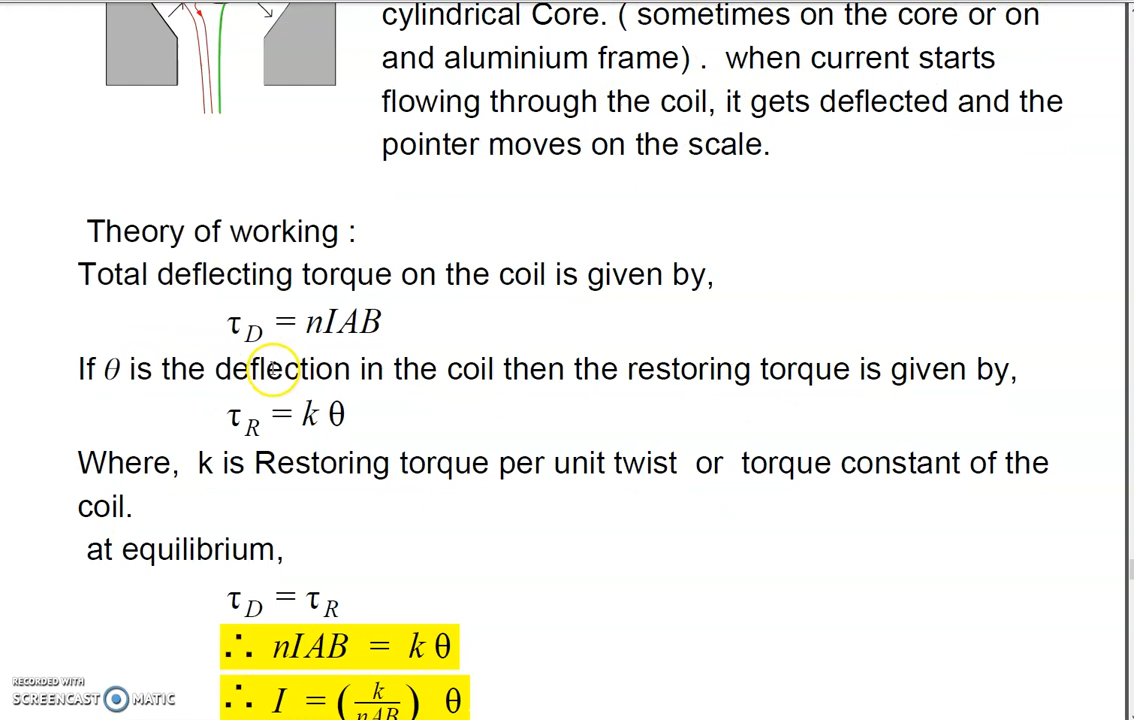 cylindrical Core. ( sometimes on the core or on
and aluminium frame) . when current starts
flowing through the coil, it gets deflected and the
pointer moves on the scale.
Theory of working :
Total deflecting torque on the coil is given by,
τ_D = nIAB
If θ is the deflection in the coil then the restoring torque is given by,
τ_R = k θ
Where, k is Restoring torque per unit twist or torque constant of the
coil.
at equilibrium,
τ_D = τ_R
∴ nIAB = k θ
∴ I = (k/nAB) θ
RECORDED WITH
SCREENCAST MATIC